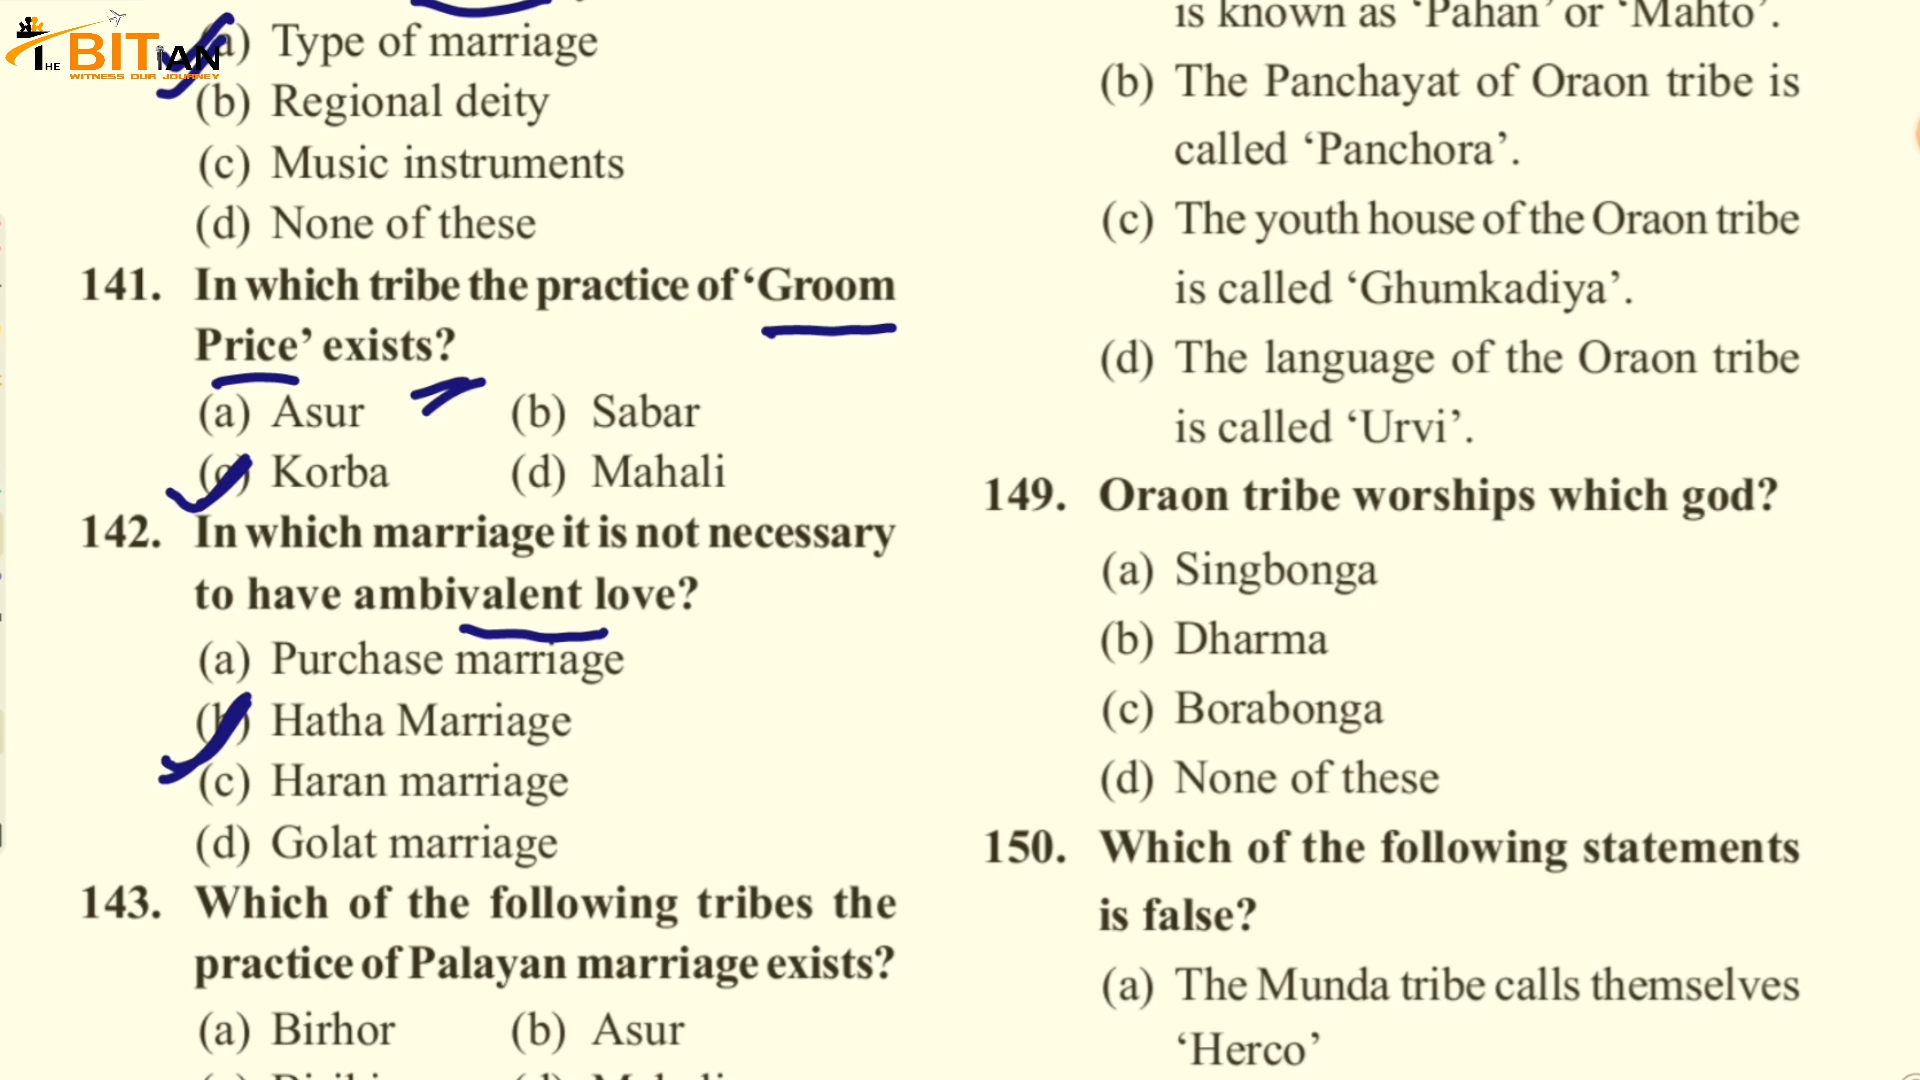 THE BITIAN
WITNESS OUR JOURNEY
(a) Type of marriage
(b) Regional deity
(c) Music instruments
(d) None of these
141. In which tribe the practice of ‘Groom
Price’ exists?
(a) Asur (b) Sabar
(c) Korba (d) Mahali
142. In which marriage it is not necessary
to have ambivalent love?
(a) Purchase marriage
(b) Hatha Marriage
(c) Haran marriage
(d) Golat marriage
143. Which of the following tribes the
practice of Palayan marriage exists?
(a) Birhor (b) Asur
is known as ‘Pahan’ or ‘Mahto’.
(b) The Panchayat of Oraon tribe is
called ‘Panchora’.
(c) The youth house of the Oraon tribe
is called ‘Ghumkadiya’.
(d) The language of the Oraon tribe
is called ‘Urvi’.
149. Oraon tribe worships which god?
(a) Singbonga
(b) Dharma
(c) Borabonga
(d) None of these
150. Which of the following statements
is false?
(a) The Munda tribe calls themselves
‘Herco’